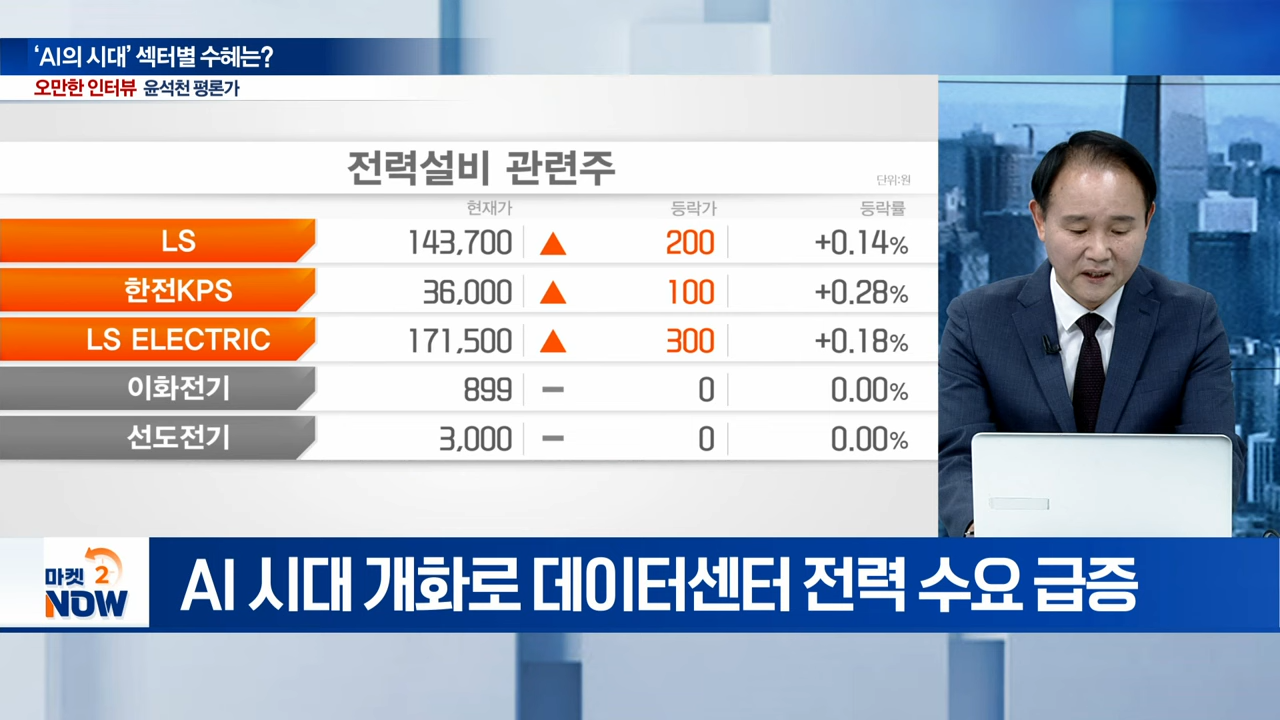 ‘AI의 시대’ 섹터별 수혜는?
오만한 인터뷰 윤석천 평론가
전력설비 관련주
단위:원
현재가 등락가 등락률
LS 143,700 ▲ 200 +0.14%
한전KPS 36,000 ▲ 100 +0.28%
LS ELECTRIC 171,500 ▲ 300 +0.18%
이화전기 899 − 0 0.00%
선도전기 3,000 − 0 0.00%
마켓 2
NOW
AI 시대 개화로 데이터센터 전력 수요 급증